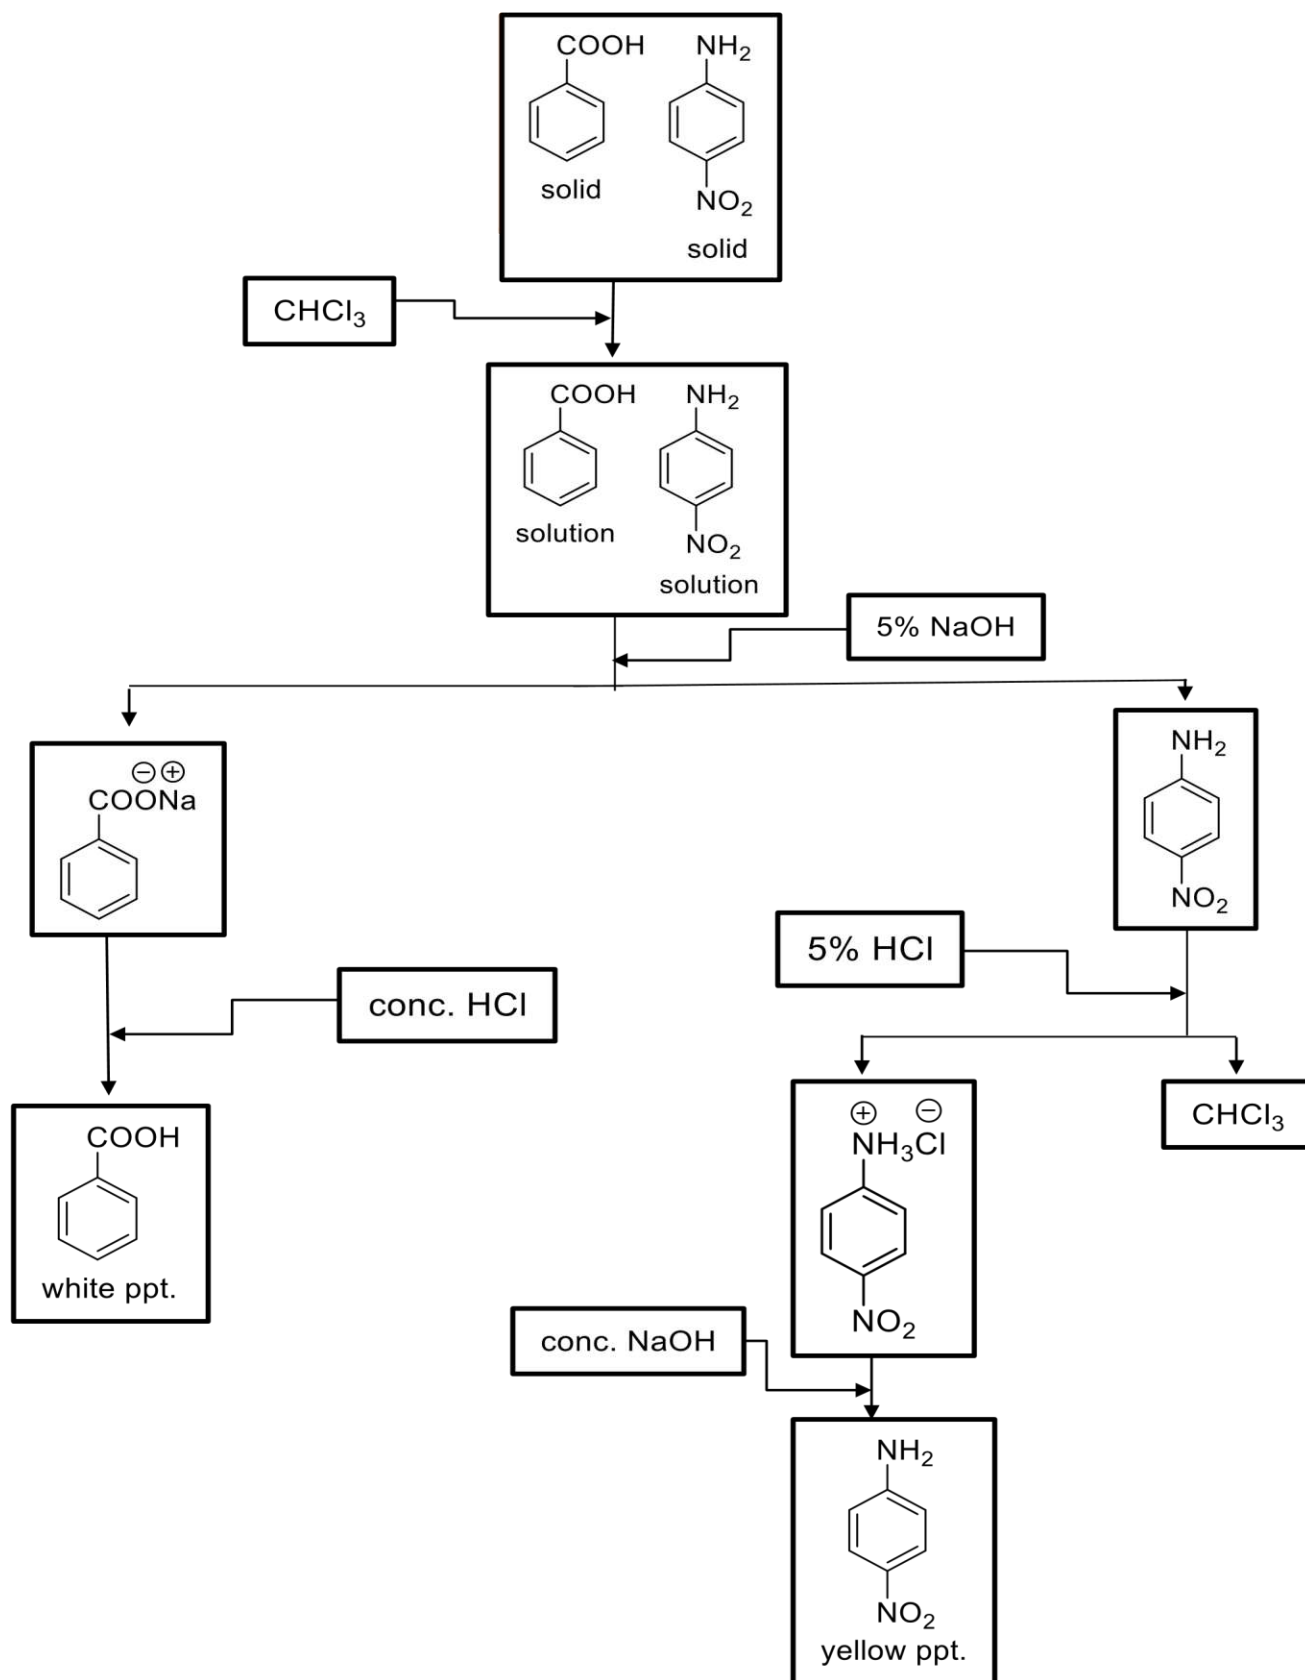 COOH
NH2
solid
NO2
solid
CHCl3
COOH
NH2
solution
NO2
solution
5% NaOH
⊖⊕
COONa
NH2
NO2
5% HCl
conc. HCl
COOH
white ppt.
⊕ ⊖
NH3Cl
NO2
CHCl3
conc. NaOH
NH2
NO2
yellow ppt.